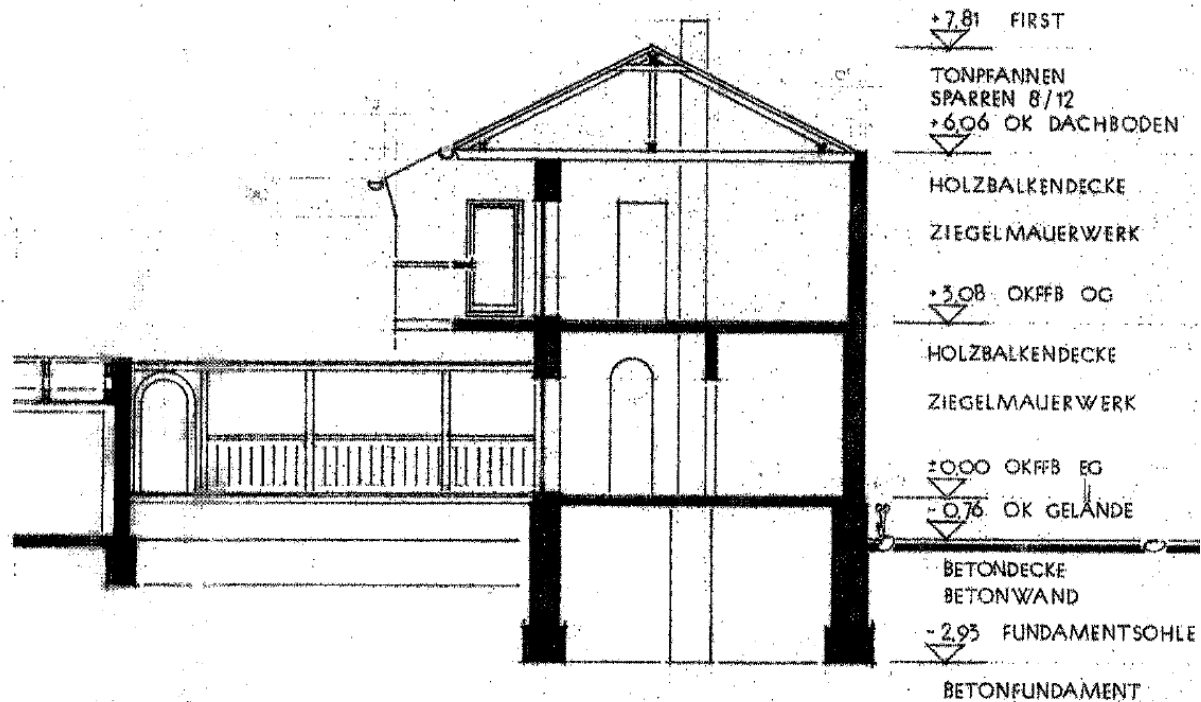 +7,81 FIRST
TONPFANNEN
SPARREN 8/12
+6,06 OK DACHBODEN
HOLZBALKENDECKE
ZIEGELMAUERWERK
+3,08 OKFFB OG
HOLZBALKENDECKE
ZIEGELMAUERWERK
±0,00 OKFFB EG
-0,76 OK GELÄNDE
BETONDECKE
BETONWAND
-2,93 FUNDAMENTSOHLE
BETONFUNDAMENT